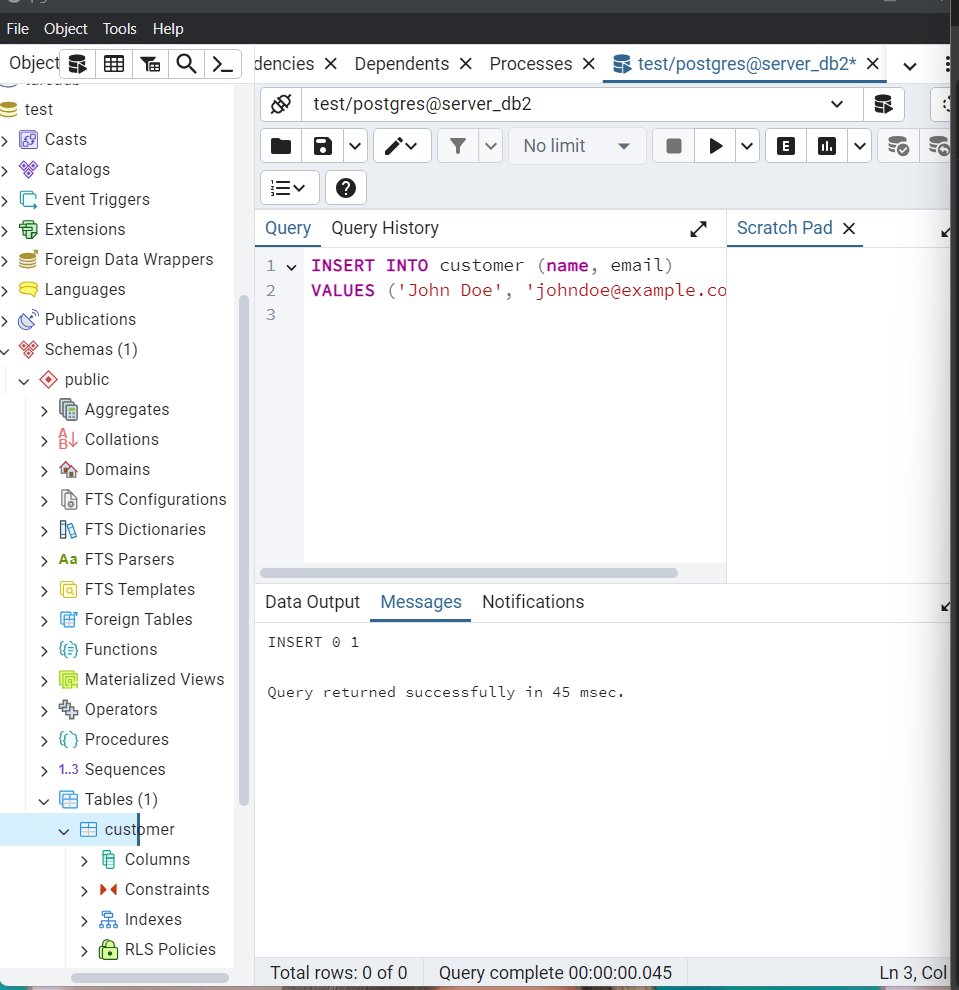 File Object Tools Help
Object
dencies Dependents Processes test/postgres@server_db2*
test/postgres@server_db2
No limit
E
Query Query History
Scratch Pad
1 INSERT INTO customer (name, email)
2 VALUES ('John Doe', 'johndoe@example.co
3
test
Casts
Catalogs
Event Triggers
Extensions
Foreign Data Wrappers
Languages
Publications
Schemas (1)
public
Aggregates
Collations
Domains
FTS Configurations
FTS Dictionaries
Aa FTS Parsers
FTS Templates
Foreign Tables
Functions
Materialized Views
Operators
Procedures
1..3 Sequences
Tables (1)
customer
Columns
Constraints
Indexes
RLS Policies
Data Output Messages Notifications
INSERT 0 1
Query returned successfully in 45 msec.
Total rows: 0 of 0 Query complete 00:00:00.045 Ln 3, Col